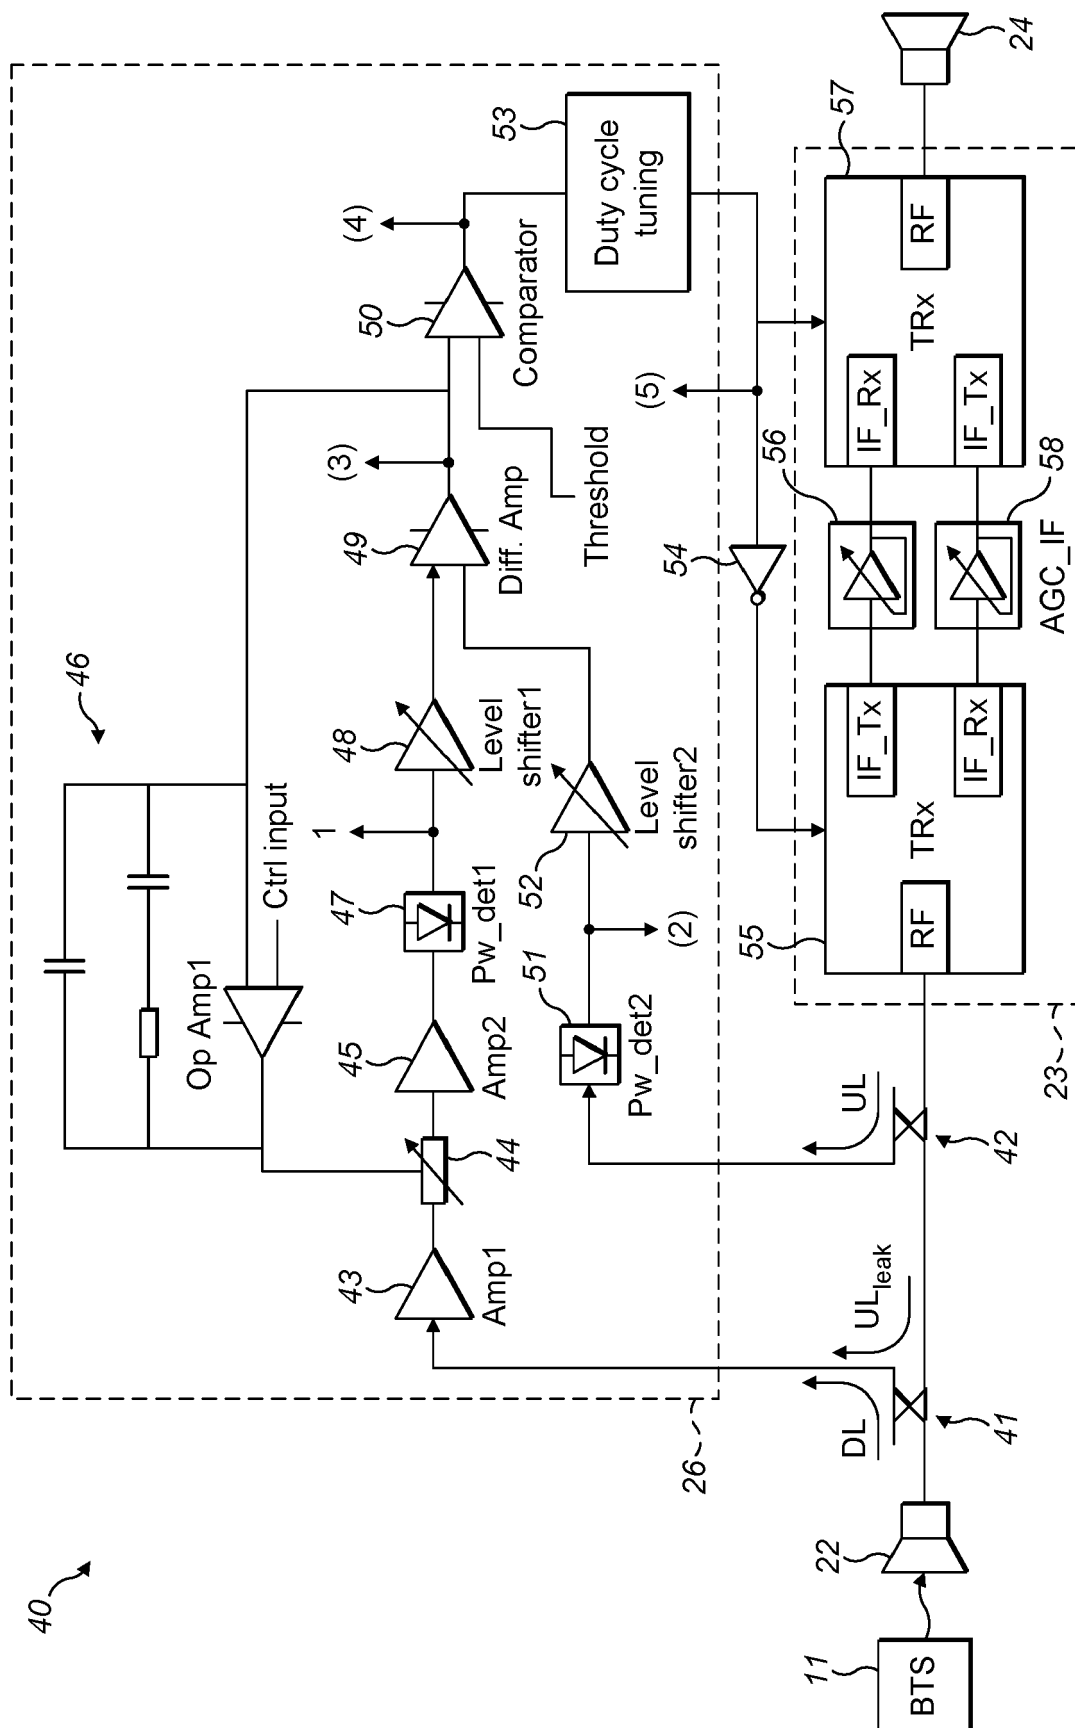 40
46
Op Amp1
Ctrl input
43
Amp1
44
45
Amp2
47
Pw_det1
1
48
Level
shifter1
49
Diff. Amp
(3)
Threshold
50
Comparator
(4)
53
Duty cycle
tuning
51
Pw_det2
(2)
52
Level
shifter2
26
(5)
54
11
BTS
22
DL
UL leak
41
UL
42
23
55
RF
TRx
IF_Tx
IF_Rx
56
58
AGC_IF
57
IF_Rx
IF_Tx
TRx
RF
24